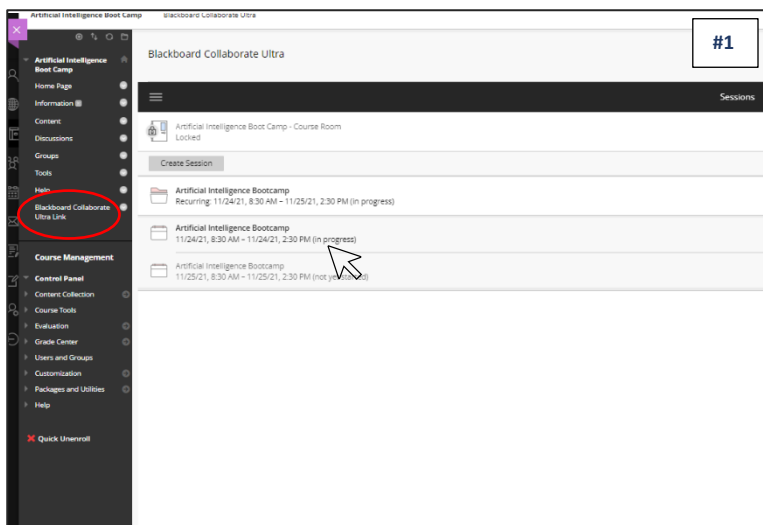 Artificial Intelligence Boot Camp Blackboard Collaborate Ultra
#1
Artificial Intelligence
Boot Camp
Home Page
Information
Content
Discussions
Groups
Tools
Help
Blackboard Collaborate
Ultra Link
Course Management
Control Panel
Content Collection
Course Tools
Evaluation
Grade Center
Users and Groups
Customization
Packages and Utilities
Help
Quick Unenroll
Blackboard Collaborate Ultra
Sessions
Artificial Intelligence Boot Camp - Course Room
Locked
Create Session
Artificial Intelligence Bootcamp
Recurring: 11/24/21, 8:30 AM – 11/25/21, 2:30 PM (in progress)
Artificial Intelligence Bootcamp
11/24/21, 8:30 AM – 11/24/21, 2:30 PM (in progress)
Artificial Intelligence Bootcamp
11/25/21, 8:30 AM – 11/25/21, 2:30 PM (not yet started)